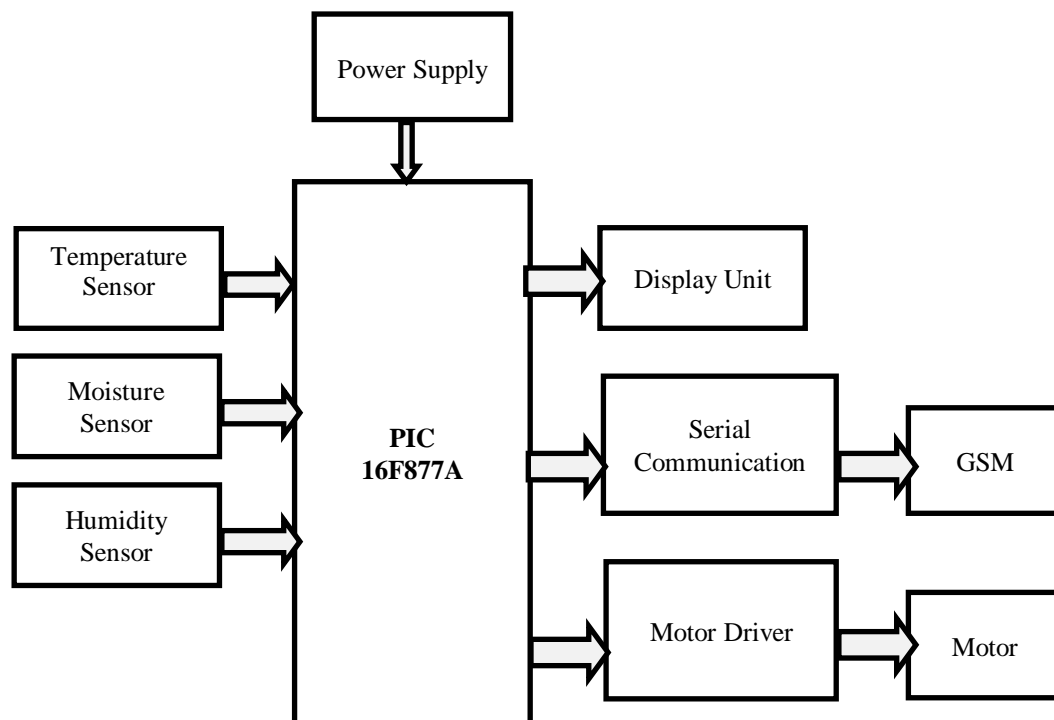 Power Supply
Temperature
Sensor
Display Unit
Moisture
Sensor
PIC
16F877A
Serial
Communication
GSM
Humidity
Sensor
Motor Driver
Motor